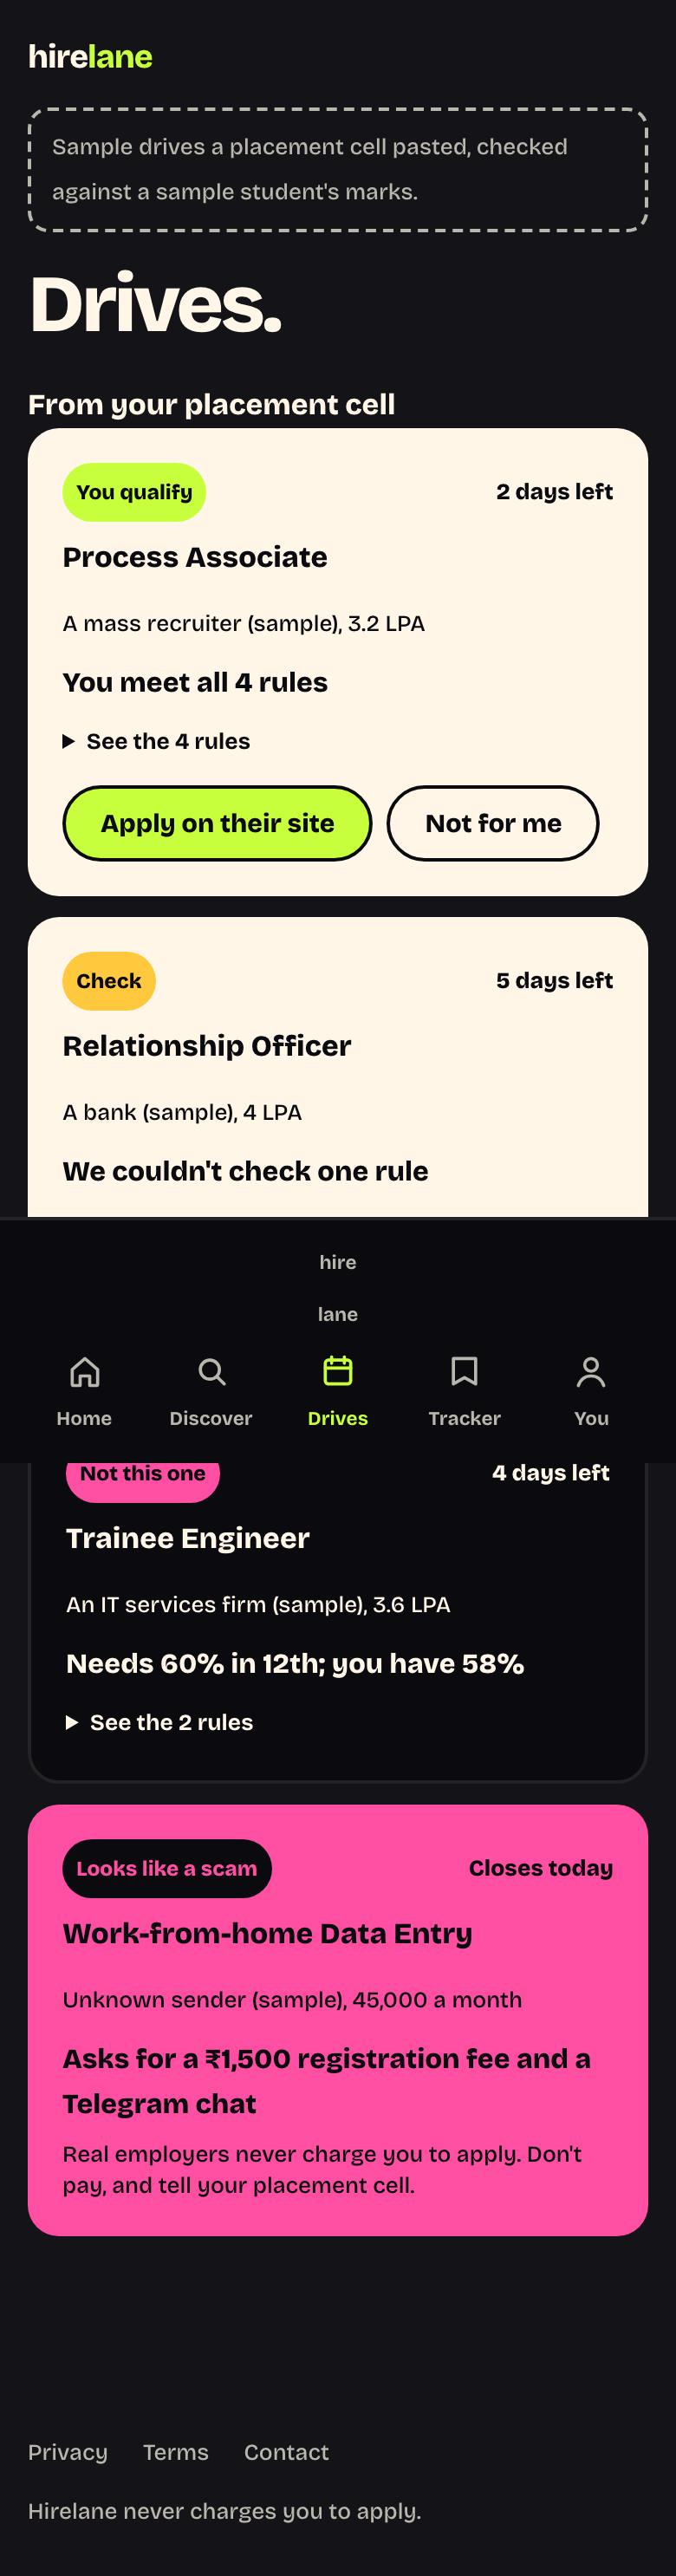 hirelane
Sample drives a placement cell pasted, checked
against a sample student's marks.
Drives.
From your placement cell
You qualify
2 days left
Process Associate
A mass recruiter (sample), 3.2 LPA
You meet all 4 rules
See the 4 rules
Apply on their site
Not for me
Check
5 days left
Relationship Officer
A bank (sample), 4 LPA
We couldn't check one rule
hire
lane
Home
Discover
Drives
Tracker
You
Not this one
4 days left
Trainee Engineer
An IT services firm (sample), 3.6 LPA
Needs 60% in 12th; you have 58%
See the 2 rules
Looks like a scam
Closes today
Work-from-home Data Entry
Unknown sender (sample), 45,000 a month
Asks for a ₹1,500 registration fee and a
Telegram chat
Real employers never charge you to apply. Don't
pay, and tell your placement cell.
Privacy
Terms
Contact
Hirelane never charges you to apply.